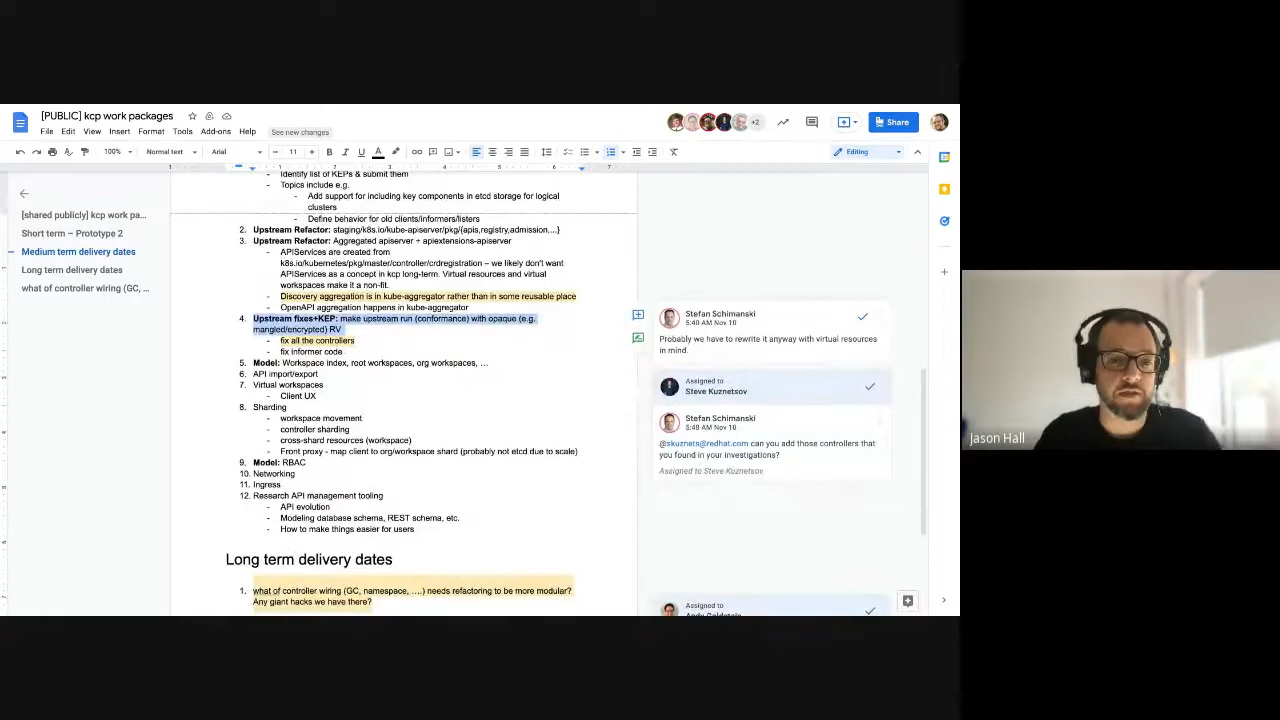 [PUBLIC] kcp work packages
File Edit View Insert Format Tools Add-ons Help
See new changes
+2
Share
100%
Normal text
Arial
11
Editing
[shared publicly] kcp work pa...
Short term – Prototype 2
Medium term delivery dates
Long term delivery dates
what of controller wiring (GC, ...
Identify list of KEPs & submit them
- Topics include e.g.
- Add support for including key components in etcd storage for logical
clusters
- Define behavior for old clients/informers/listers
2. Upstream Refactor: staging/k8s.io/kube-apiserver/pkg/{apis,registry,admission,...}
3. Upstream Refactor: Aggregated apiserver + apiextensions-apiserver
- APIServices are created from
k8s.io/kubernetes/pkg/master/controller/crdregistration – we likely don't want
APIServices as a concept in kcp long-term. Virtual resources and virtual
workspaces make it a non-fit.
- Discovery aggregation is in kube-aggregator rather than in some reusable place
- OpenAPI aggregation happens in kube-aggregator
4. Upstream fixes+KEP: make upstream run (conformance) with opaque (e.g.
mangled/encrypted) RV
- fix all the controllers
- fix informer code
5. Model: Workspace index, root workspaces, org workspaces, …
6. API import/export
7. Virtual workspaces
- Client UX
8. Sharding
- workspace movement
- controller sharding
- cross-shard resources (workspace)
- Front proxy - map client to org/workspace shard (probably not etcd due to scale)
9. Model: RBAC
10. Networking
11. Ingress
12. Research API management tooling
- API evolution
- Modeling database schema, REST schema, etc.
- How to make things easier for users
Long term delivery dates
1. what of controller wiring (GC, namespace, ….) needs refactoring to be more modular?
Any giant hacks we have there?
Stefan Schimanski
5:40 AM Nov 10
Probably we have to rewrite it anyway with virtual resources
in mind.
Assigned to
Steve Kuznetsov
Stefan Schimanski
5:48 AM Nov 10
@skuznets@redhat.com can you add those controllers that
you found in your investigations?
Assigned to Steve Kuznetsov
Assigned to
Andy Goldstein
Jason Hall